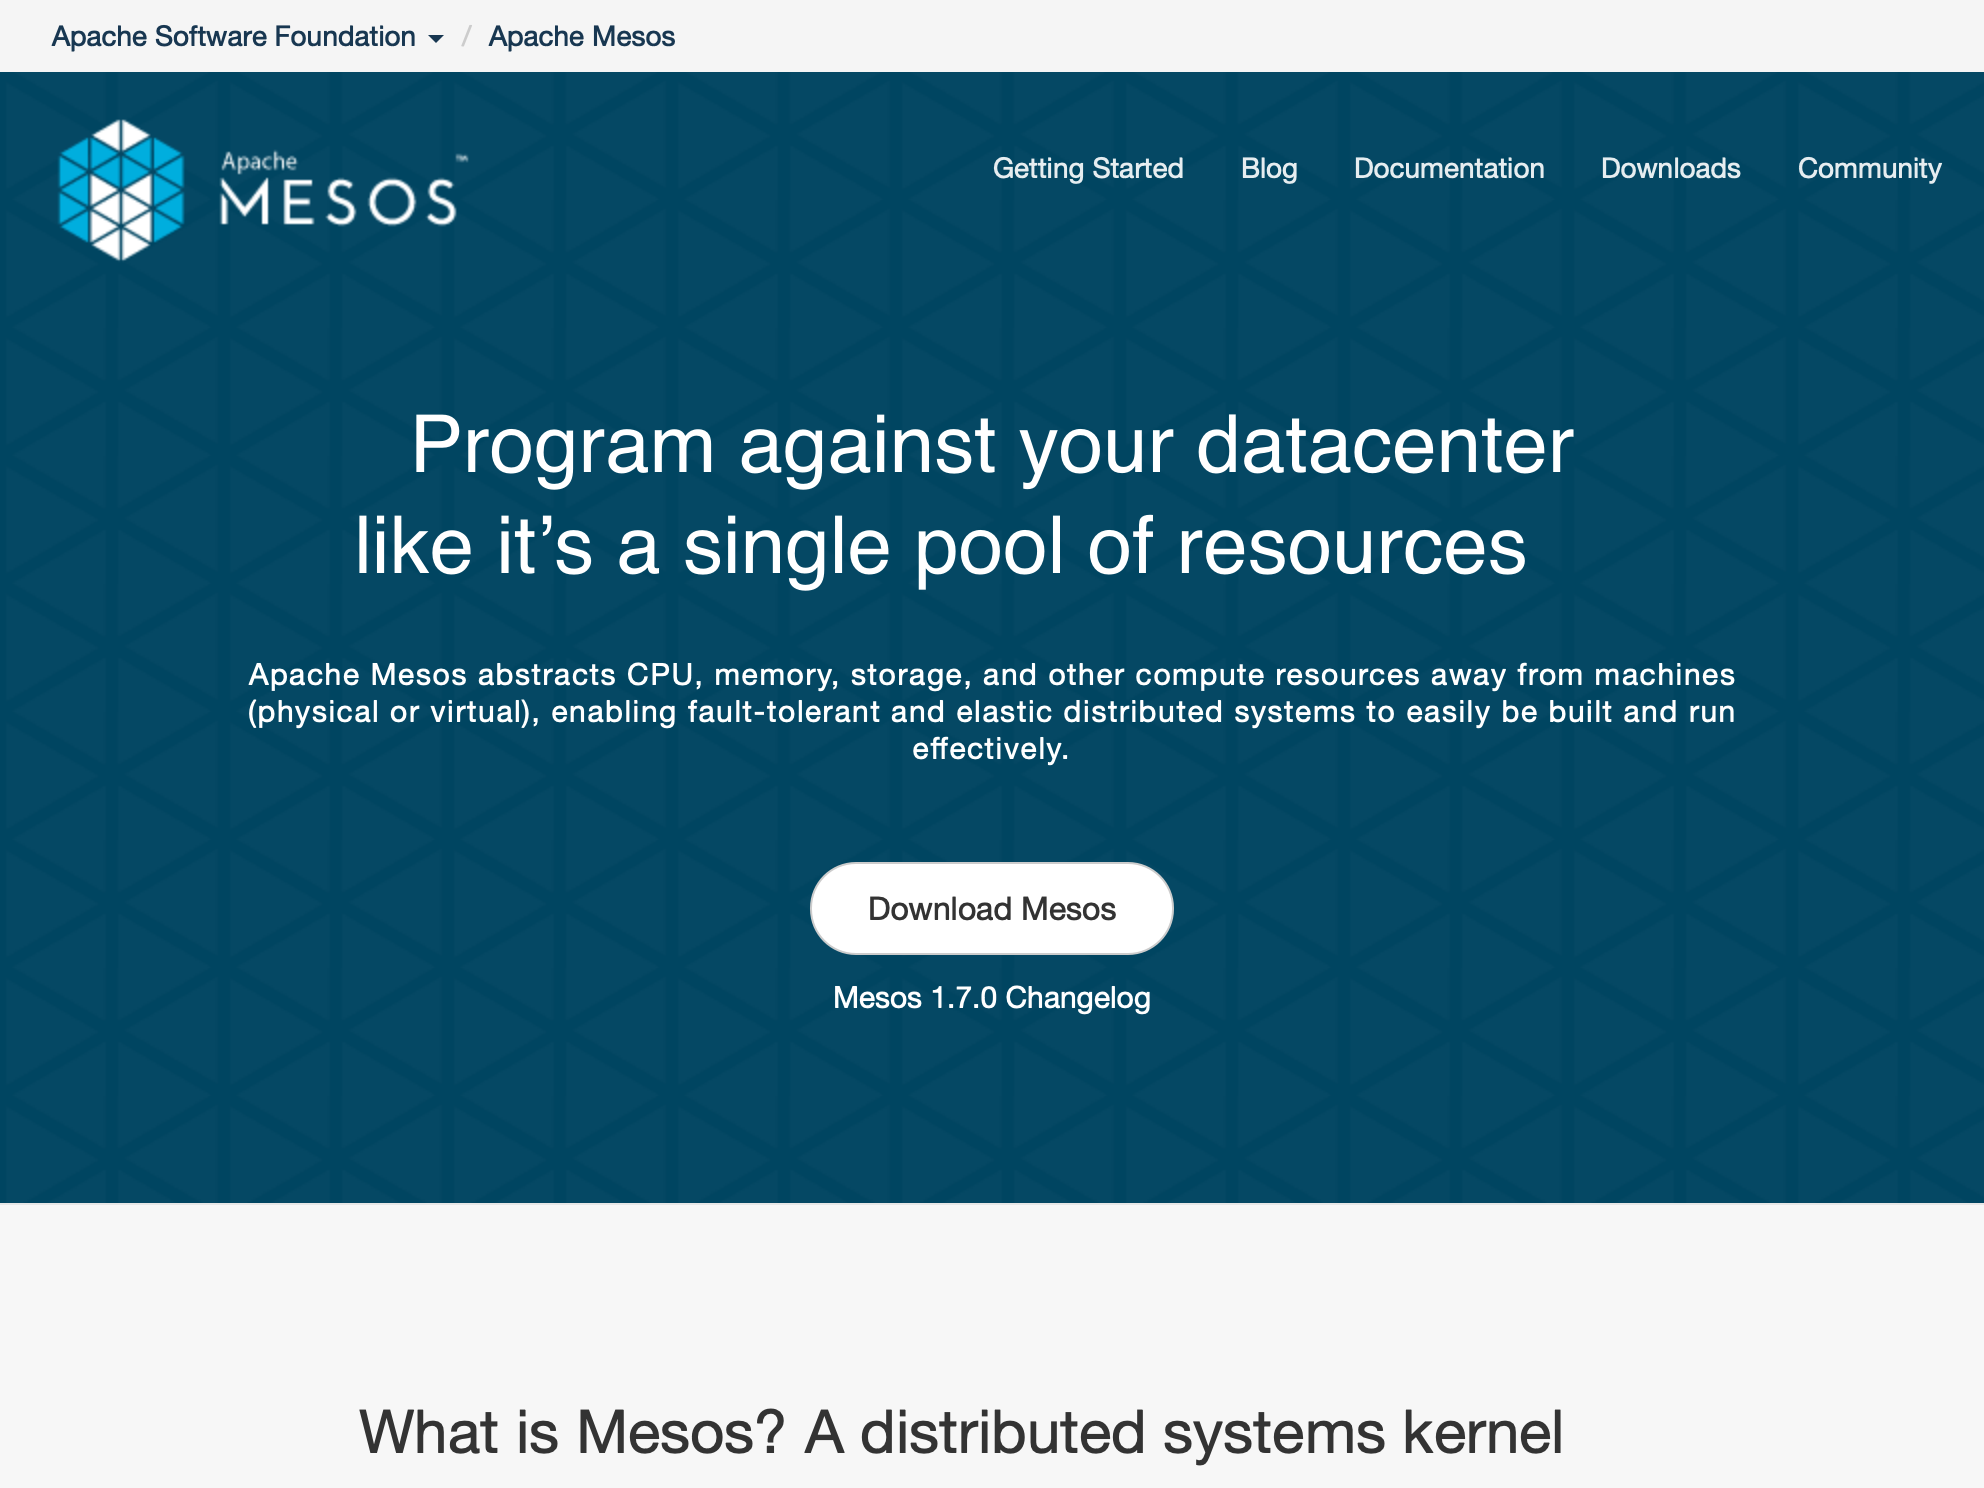 Apache Software Foundation / Apache Mesos
Apache
MESOS™
Getting Started Blog Documentation Downloads Community
Program against your datacenter
like it’s a single pool of resources
Apache Mesos abstracts CPU, memory, storage, and other compute resources away from machines
(physical or virtual), enabling fault-tolerant and elastic distributed systems to easily be built and run
effectively.
Download Mesos
Mesos 1.7.0 Changelog
What is Mesos? A distributed systems kernel